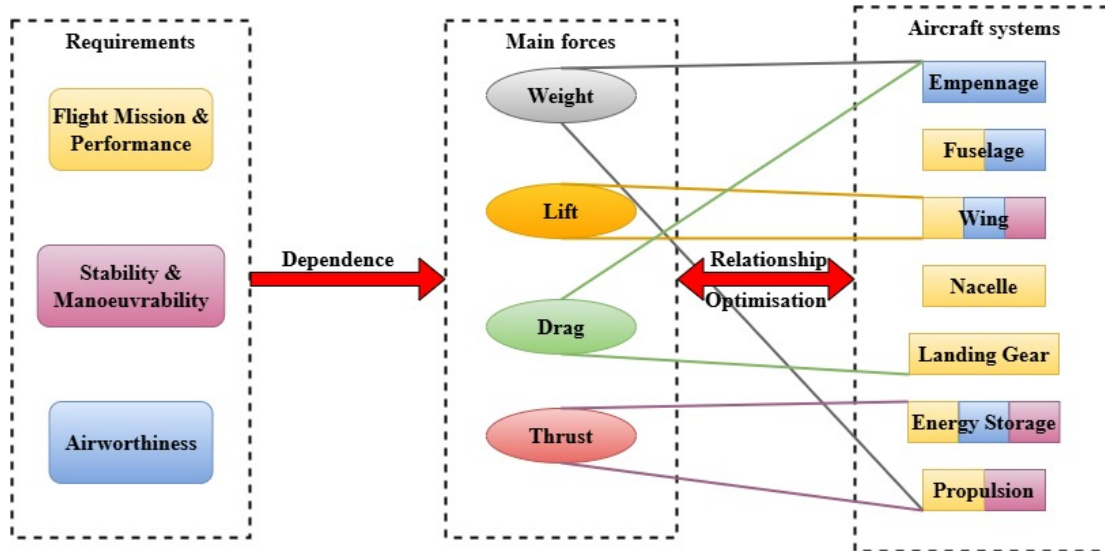 Requirements
Flight Mission &
Performance
Stability &
Manoeuvrability
Airworthiness
Dependence
Main forces
Weight
Lift
Drag
Thrust
Relationship
Optimisation
Aircraft systems
Empennage
Fuselage
Wing
Nacelle
Landing Gear
Energy Storage
Propulsion